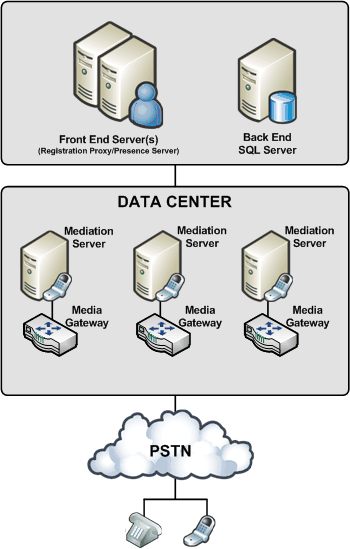 Front End Server(s)
(Registration Proxy/Presence Server)
Back End
SQL Server
DATA CENTER
Mediation
Server
Mediation
Server
Mediation
Server
Media
Gateway
Media
Gateway
Media
Gateway
PSTN